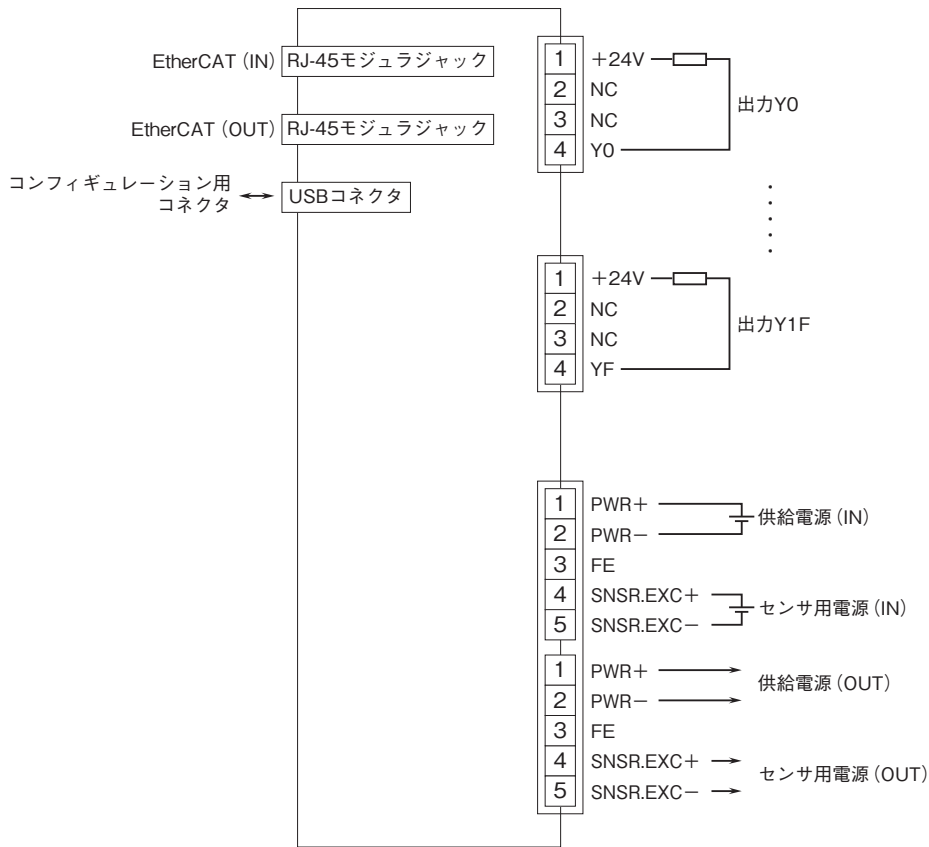 EtherCAT (IN) RJ-45モジュラジャック
EtherCAT (OUT) RJ-45モジュラジャック
コンフィギュレーション用
コネクタ
USBコネクタ
1 +24V
2 NC
3 NC
4 Y0
出力Y0
1 +24V
2 NC
3 NC
4 YF
出力Y1F
1 PWR+
2 PWR−
供給電源 (IN)
3 FE
4 SNSR.EXC+
5 SNSR.EXC−
センサ用電源 (IN)
1 PWR+
2 PWR−
供給電源 (OUT)
3 FE
4 SNSR.EXC+
5 SNSR.EXC−
センサ用電源 (OUT)